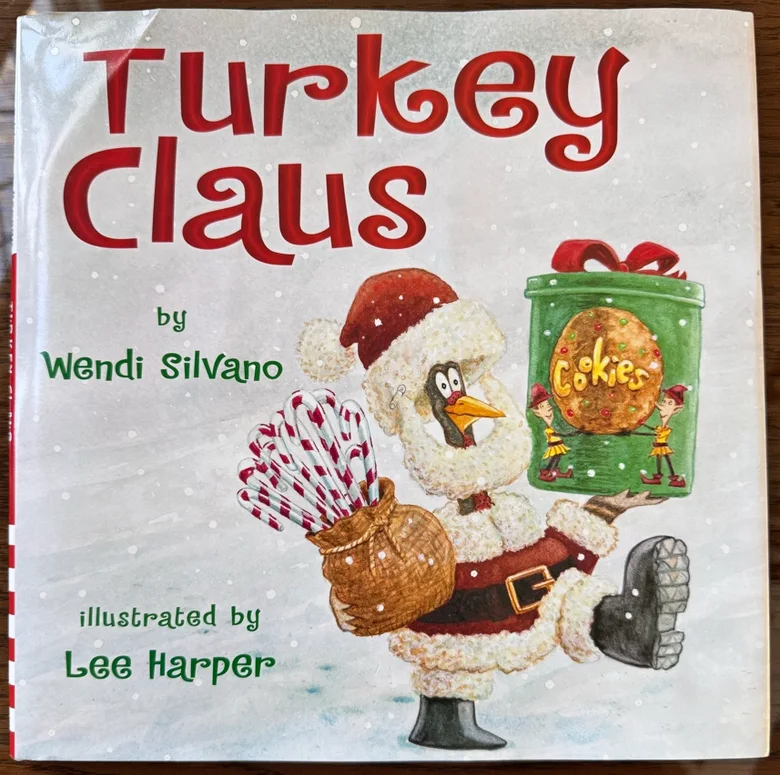 Turkey
Claus
by
Wendi Silvano
Cookies
illustrated by
Lee Harper